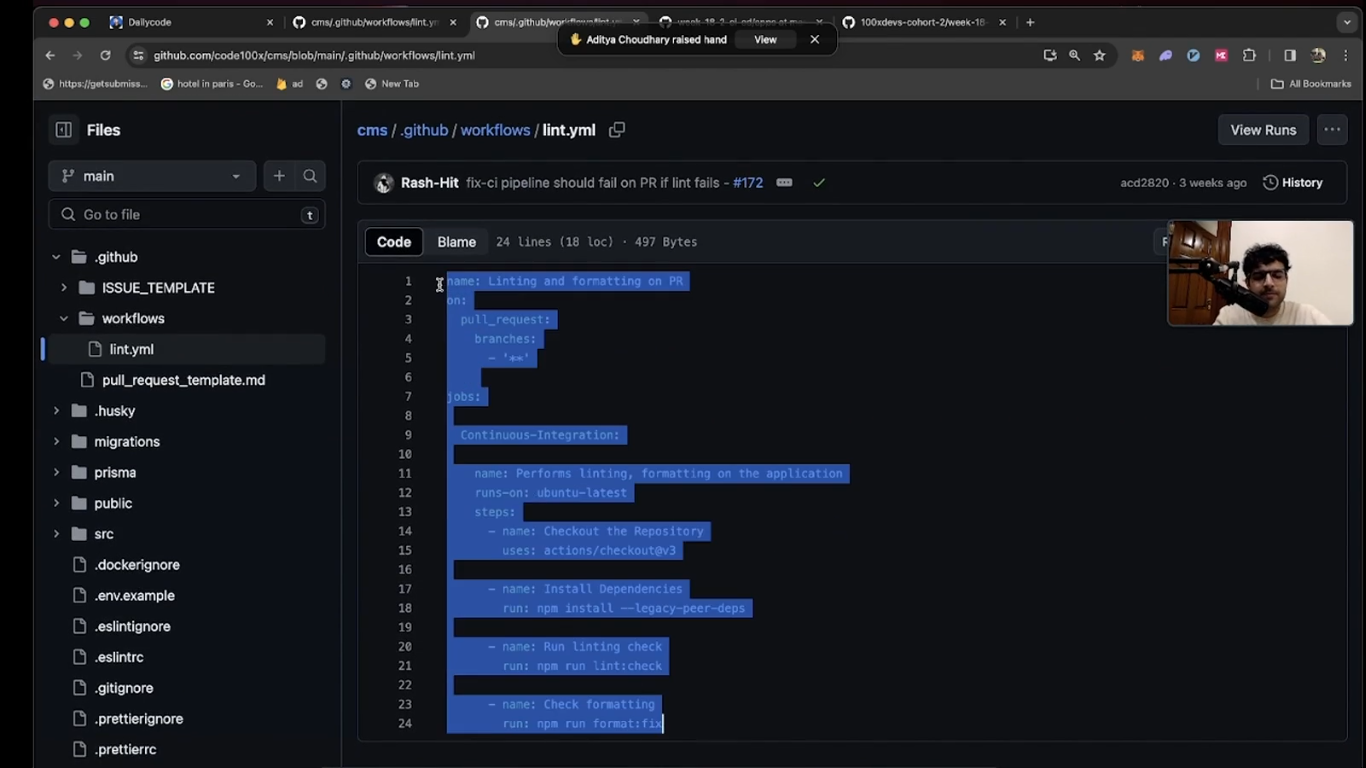 Dailycode
cms/.github/workflows/lint.yn
cms/.github/workflows/lint.yn
100xdevs-cohort-2/week-18-
Aditya Choudhary raised hand
View
github.com/code100x/cms/blob/main/.github/workflows/lint.yml
https://getsubmiss...
hotel in paris - Go...
ad
New Tab
All Bookmarks
Files
cms / .github / workflows / lint.yml
View Runs
main
Rash-Hit fix-ci pipeline should fail on PR if lint fails - #172
acd2820 · 3 weeks ago
History
Go to file
t
Code
Blame
24 lines (18 loc) · 497 Bytes
.github
ISSUE_TEMPLATE
workflows
lint.yml
pull_request_template.md
.husky
migrations
prisma
public
src
.dockerignore
.env.example
.eslintignore
.eslintrc
.gitignore
.prettierignore
.prettierrc
1 name: Linting and formatting on PR
2 on:
3 pull_request:
4 branches:
5 - '**'
6
7 jobs:
8
9 Continuous-Integration:
10
11 name: Performs linting, formatting on the application
12 runs-on: ubuntu-latest
13 steps:
14 - name: Checkout the Repository
15 uses: actions/checkout@v3
16
17 - name: Install Dependencies
18 run: npm install --legacy-peer-deps
19
20 - name: Run linting check
21 run: npm run lint:check
22
23 - name: Check formatting
24 run: npm run format:fix